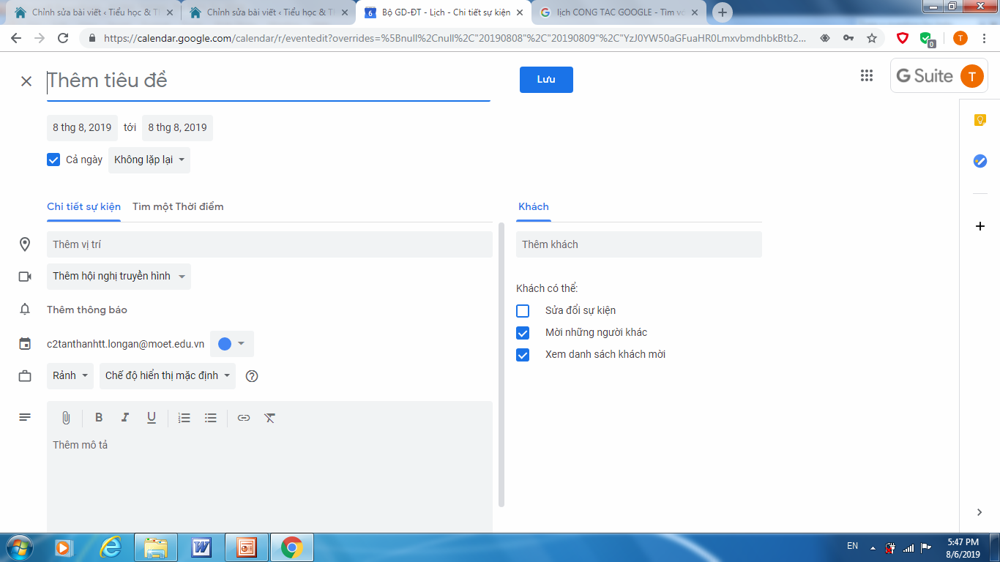 Chỉnh sửa bài viết ‹ Tiểu học & T
Chỉnh sửa bài viết ‹ Tiểu học & T
Bộ GD-ĐT - Lịch - Chi tiết sự kiện
lịch CONG TAC GOOGLE - Tìm
https://calendar.google.com/calendar/r/eventedit?overrides=%5Bnull%2Cnull%2C"20190808"%2C"20190809"%2C"YzJ0YW50aGFuaHR0LmxvbmdhbkBtb2...
0
T
Thêm tiêu đề
Lưu
G Suite
T
8 thg 8, 2019 tới 8 thg 8, 2019
Cả ngày Không lặp lại
Chi tiết sự kiện Tìm một Thời điểm
Khách
Thêm vị trí
Thêm khách
Thêm hội nghị truyền hình
Khách có thể:
Thêm thông báo
Sửa đổi sự kiện
Mời những người khác
c2tanthanhtt.longan@moet.edu.vn
Xem danh sách khách mời
Rảnh Chế độ hiển thị mặc định
B I U
Thêm mô tả
EN
5:47 PM
8/6/2019